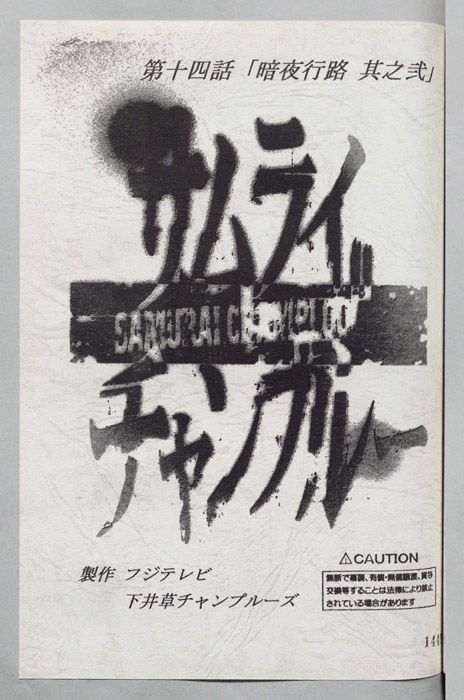 第十四話「暗夜行路 其之弐」
サムライ
SAMURAI CHAMPLOO
チャンプルー
製作 フジテレビ
下井草チャンプルーズ
⚠CAUTION
無断で複製、有償・無償譲渡、貸与
交換等することは法律により禁止
されている場合があります